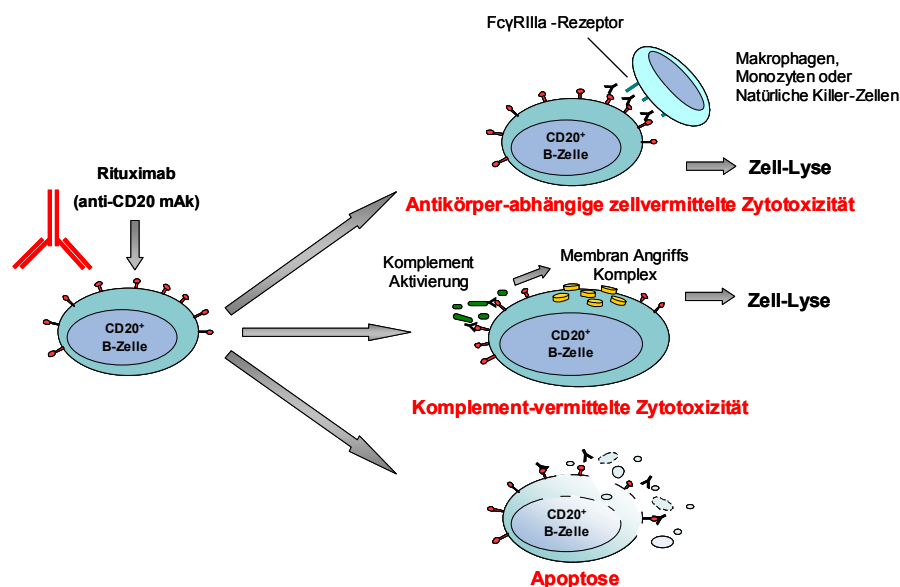 FcγRIIIa -Rezeptor
Makrophagen,
Monozyten oder
Natürliche Killer-Zellen
CD20+
B-Zelle
Zell-Lyse
Antikörper-abhängige zellvermittelte Zytotoxizität
Rituximab
(anti-CD20 mAk)
CD20+
B-Zelle
Komplement
Aktivierung
Membran Angriffs
Komplex
Zell-Lyse
CD20+
B-Zelle
Komplement-vermittelte Zytotoxizität
CD20+
B-Zelle
Apoptose